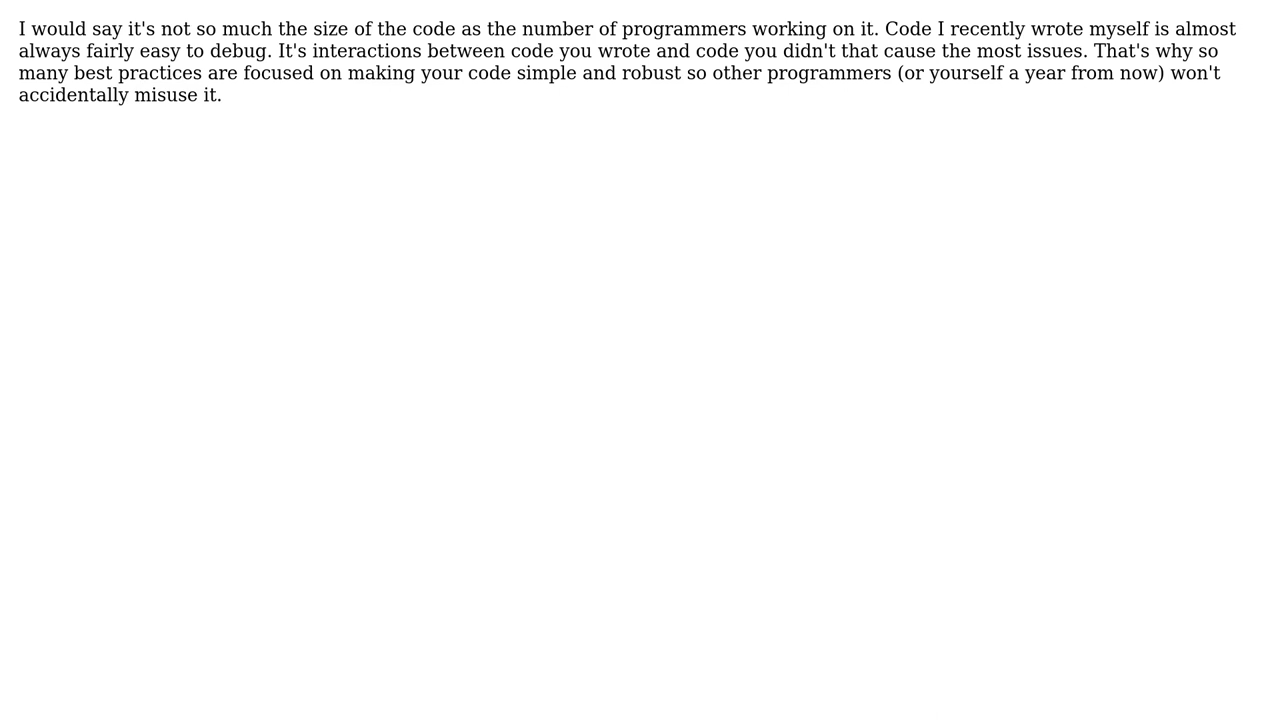 I would say it's not so much the size of the code as the number of programmers working on it. Code I recently wrote myself is almost
always fairly easy to debug. It's interactions between code you wrote and code you didn't that cause the most issues. That's why so
many best practices are focused on making your code simple and robust so other programmers (or yourself a year from now) won't
accidentally misuse it.